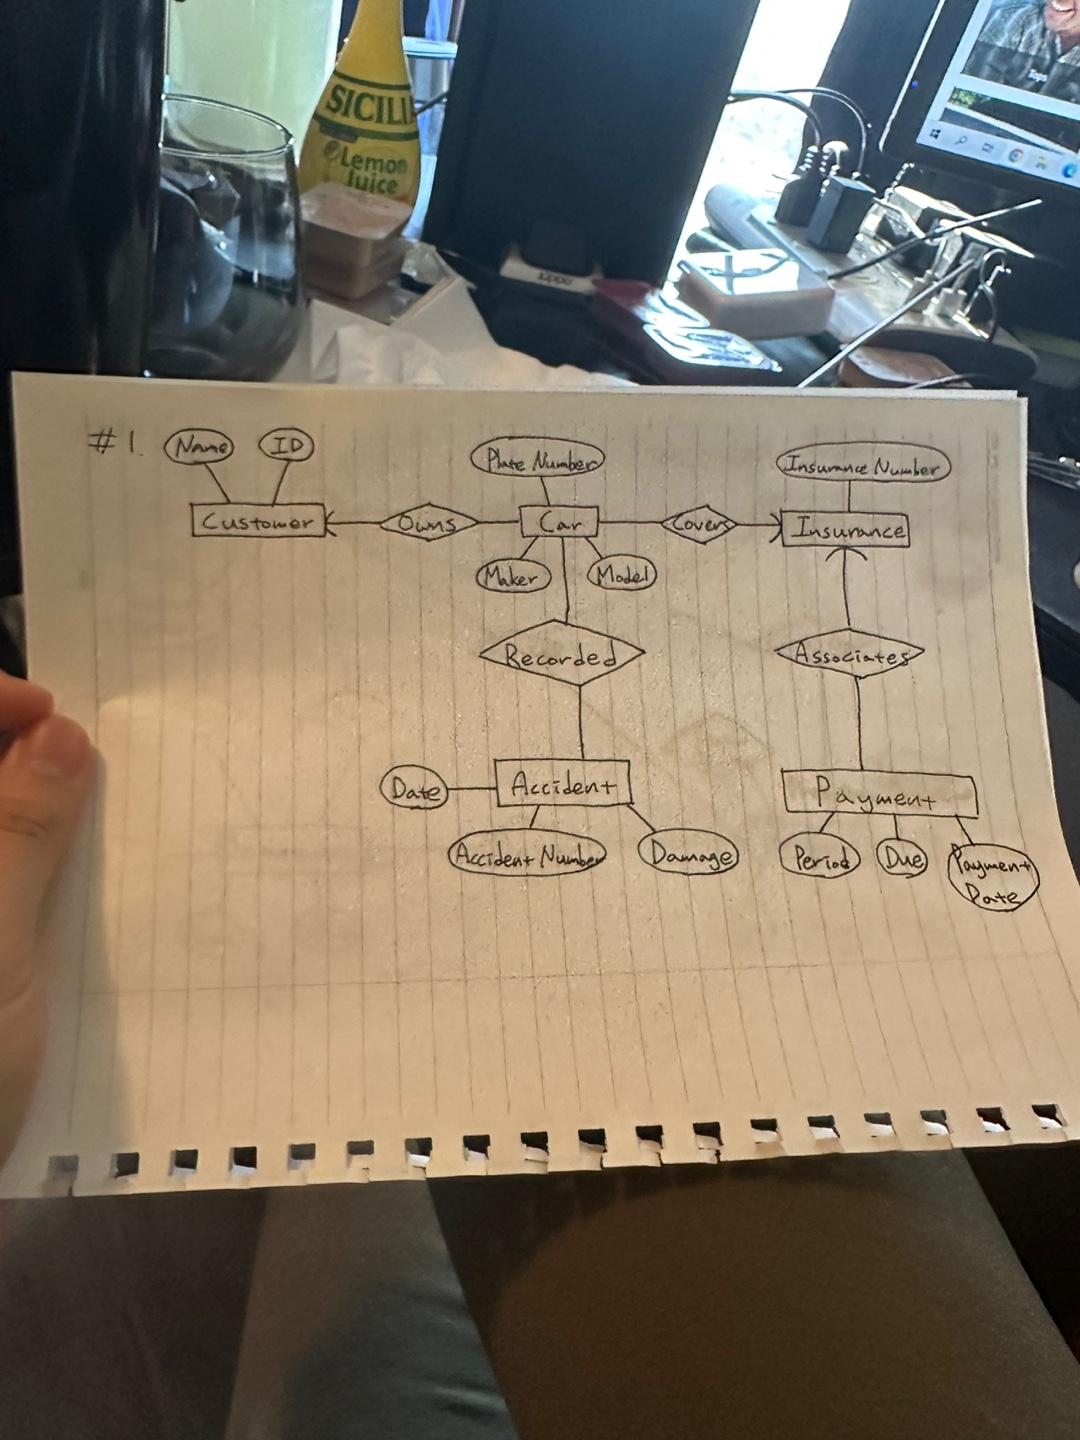 SICILI
Lemon
Juice
zippo
#1.
Name
ID
Plate Number
Insurance Number
Customer
Owns
Car
Covers
Insurance
Maker
Model
Recorded
Associates
Date
Accident
Payment
Accident Number
Damage
Period
Due
Payment
Date